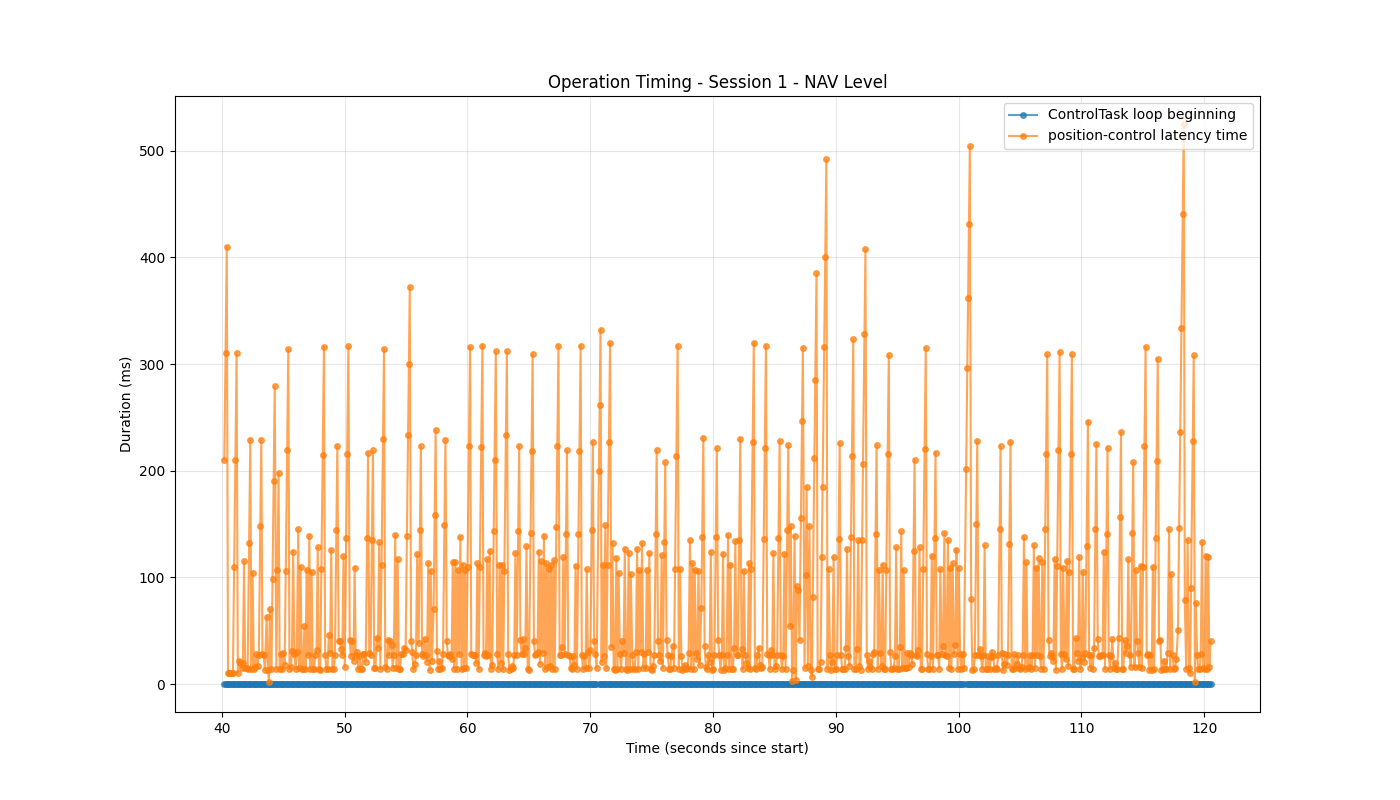 Operation Timing - Session 1 - NAV Level
ControlTask loop beginning
position-control latency time
500
400
300
200
100
0
Duration (ms)
40 50 60 70 80 90 100 110 120
Time (seconds since start)